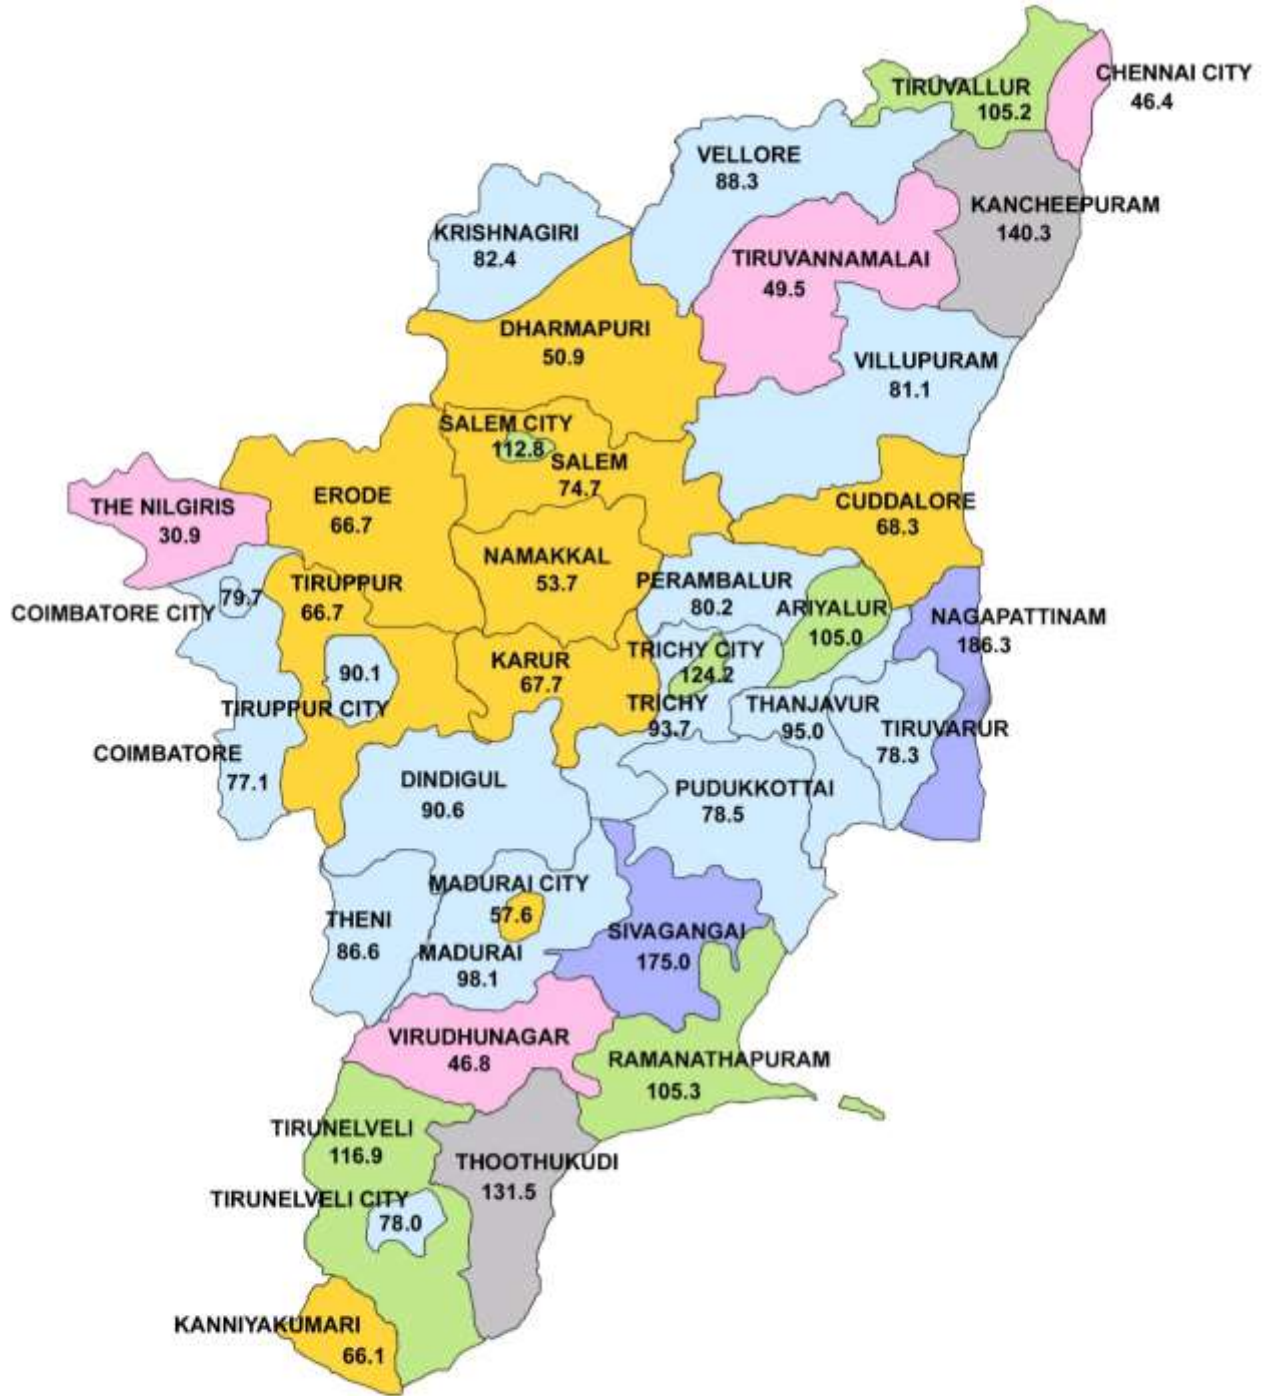 CHENNAI CITY
46.4
TIRUVALLUR
105.2
VELLORE
88.3
KANCHEEPURAM
140.3
KRISHNAGIRI
82.4
TIRUVANNAMALAI
49.5
DHARMAPURI
50.9
VILLUPURAM
81.1
SALEM CITY
112.8
SALEM
74.7
ERODE
66.7
THE NILGIRIS
30.9
CUDDALORE
68.3
NAMAKKAL
53.7
TIRUPPUR
66.7
PERAMBALUR
80.2
COIMBATORE CITY
79.7
ARIYALUR
105.0
NAGAPATTINAM
186.3
TRICHY CITY
124.2
KARUR
67.7
90.1
TIRUPPUR CITY
TRICHY
93.7
THANJAVUR
95.0
TIRUVARUR
78.3
COIMBATORE
77.1
DINDIGUL
90.6
PUDUKKOTTAI
78.5
MADURAI CITY
57.6
THENI
86.6
SIVAGANGAI
175.0
MADURAI
98.1
VIRUDHUNAGAR
46.8
RAMANATHAPURAM
105.3
TIRUNELVELI
116.9
THOOTHUKUDI
131.5
TIRUNELVELI CITY
78.0
KANNIYAKUMARI
66.1